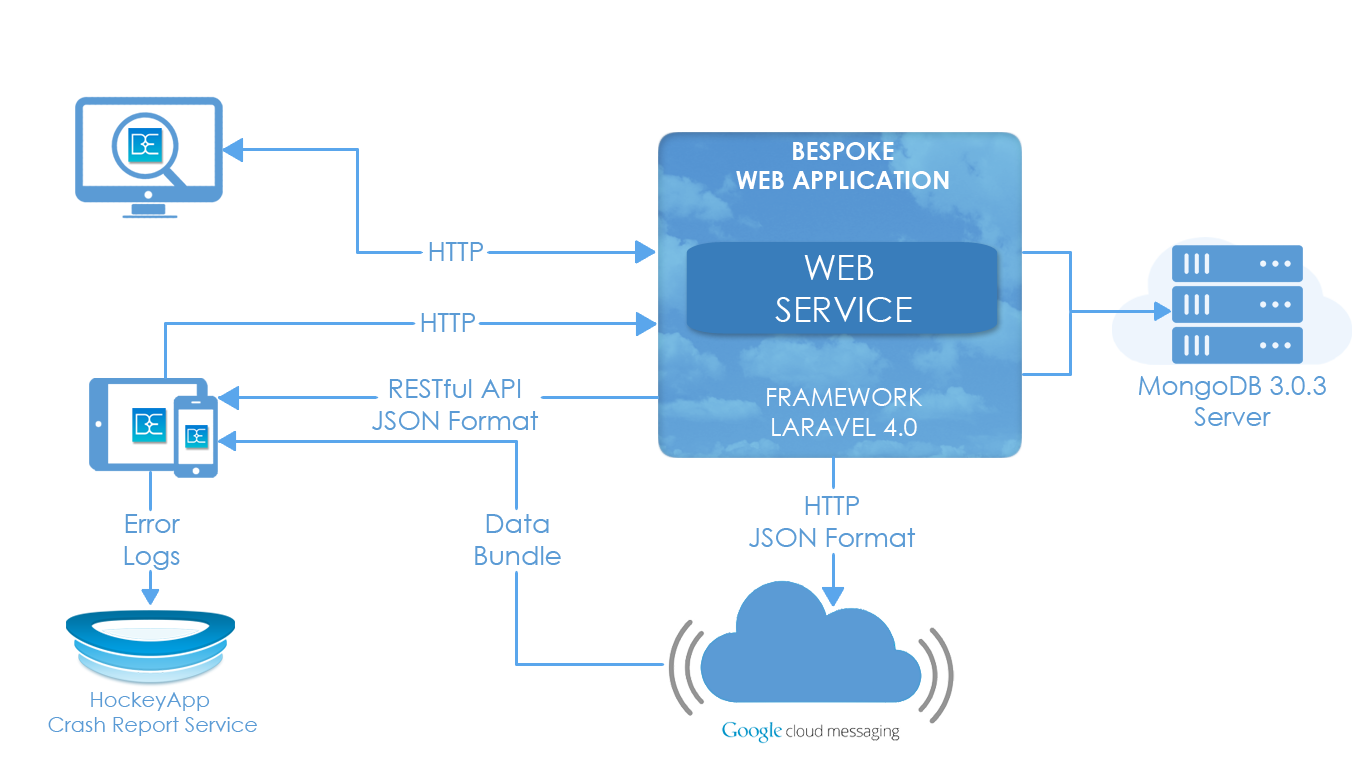 BESPOKE
WEB APPLICATION
WEB
SERVICE
FRAMEWORK
LARAVEL 4.0
HTTP
HTTP
RESTful API
JSON Format
MongoDB 3.0.3
Server
HTTP
JSON Format
Error
Logs
Data
Bundle
HockeyApp
Crash Report Service
Google cloud messaging